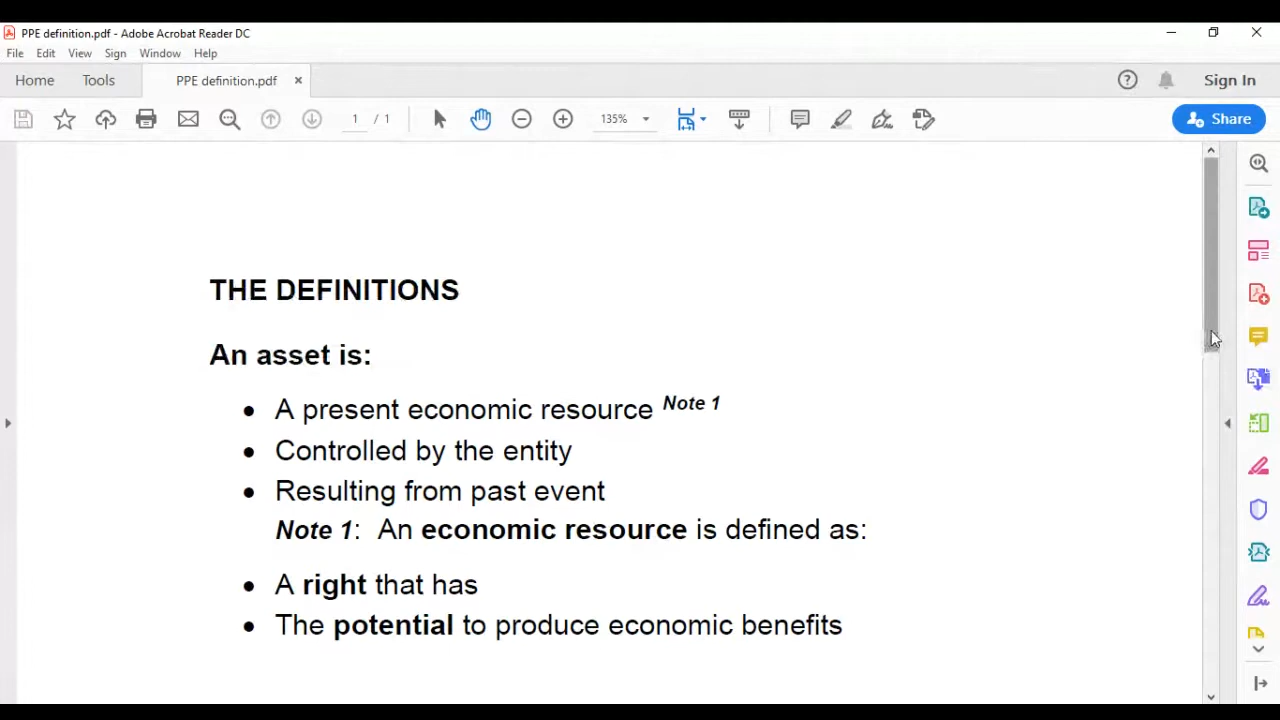 PPE definition.pdf - Adobe Acrobat Reader DC
File Edit View Sign Window Help
Home Tools PPE definition.pdf × Sign In
1 / 1 135% Share
THE DEFINITIONS
An asset is:
• A present economic resource Note 1
• Controlled by the entity
• Resulting from past event
Note 1: An economic resource is defined as:
• A right that has
• The potential to produce economic benefits